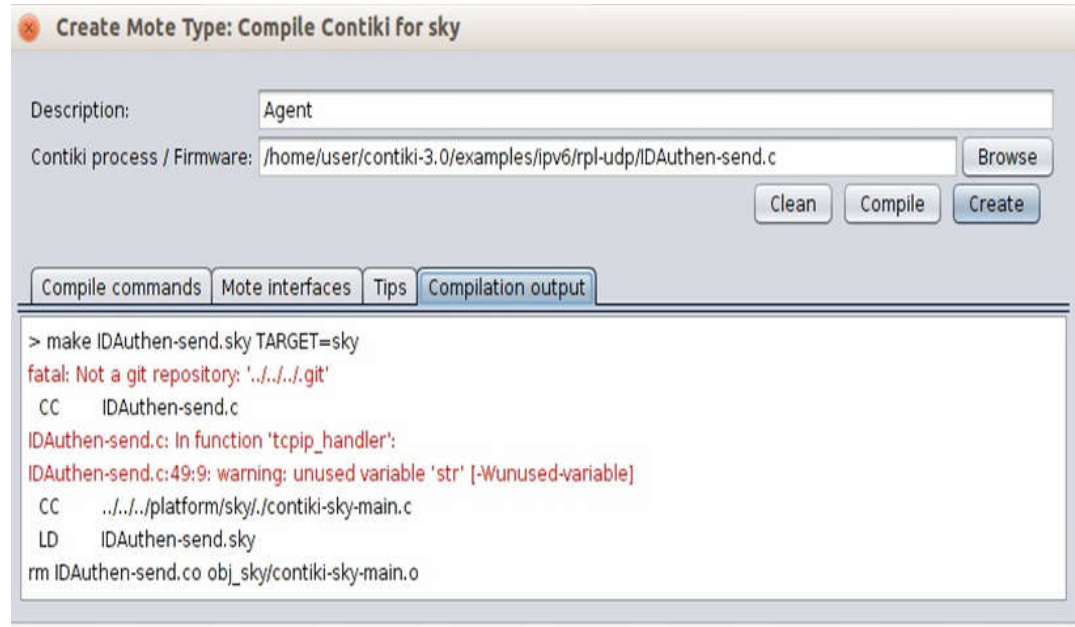 Create Mote Type: Compile Contiki for sky
Description:
Agent
Contiki process / Firmware:
/home/user/contiki-3.0/examples/ipv6/rpl-udp/IDAuthen-send.c
Browse
Clean
Compile
Create
Compile commands
Mote interfaces
Tips
Compilation output
> make IDAuthen-send.sky TARGET=sky
fatal: Not a git repository: '../../../.git'
CC IDAuthen-send.c
IDAuthen-send.c: In function 'tcpip_handler':
IDAuthen-send.c:49:9: warning: unused variable 'str' [-Wunused-variable]
CC ../../../platform/sky/./contiki-sky-main.c
LD IDAuthen-send.sky
rm IDAuthen-send.co obj_sky/contiki-sky-main.o